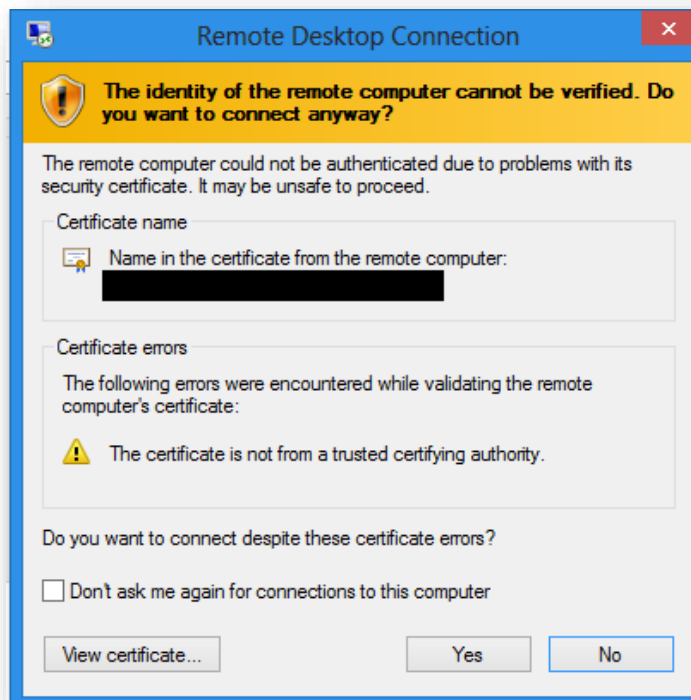 Remote Desktop Connection
The identity of the remote computer cannot be verified. Do
you want to connect anyway?
The remote computer could not be authenticated due to problems with its
security certificate. It may be unsafe to proceed.
Certificate name
Name in the certificate from the remote computer:
Certificate errors
The following errors were encountered while validating the remote
computer's certificate:
The certificate is not from a trusted certifying authority.
Do you want to connect despite these certificate errors?
Don't ask me again for connections to this computer
View certificate...
Yes
No